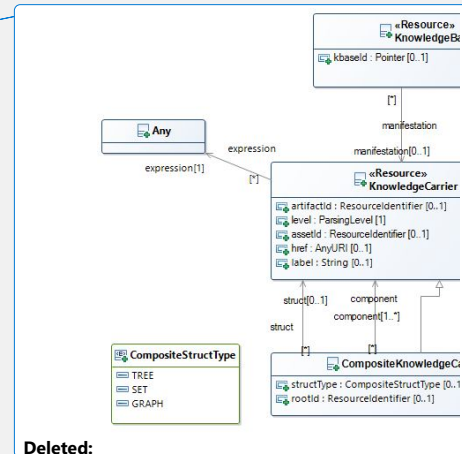 «Resource»
KnowledgeBa
kbaseId : Pointer [0..1]
[*]
manifestation
manifestation[0..1]
Any
expression
expression[1]
[*]
«Resource»
KnowledgeCarrier
artifactId : ResourceIdentifier [0..1]
level : ParsingLevel [1]
assetId : ResourceIdentifier [0..1]
href : AnyURI [0..1]
label : String [0..1]
struct[0..1]
component
component[1..*]
struct
[*]
[*]
CompositeStructType
TREE
SET
GRAPH
CompositeKnowledgeCa
structType : CompositeStructType [0..1
rootId : ResourceIdentifier [0..1]
Deleted: